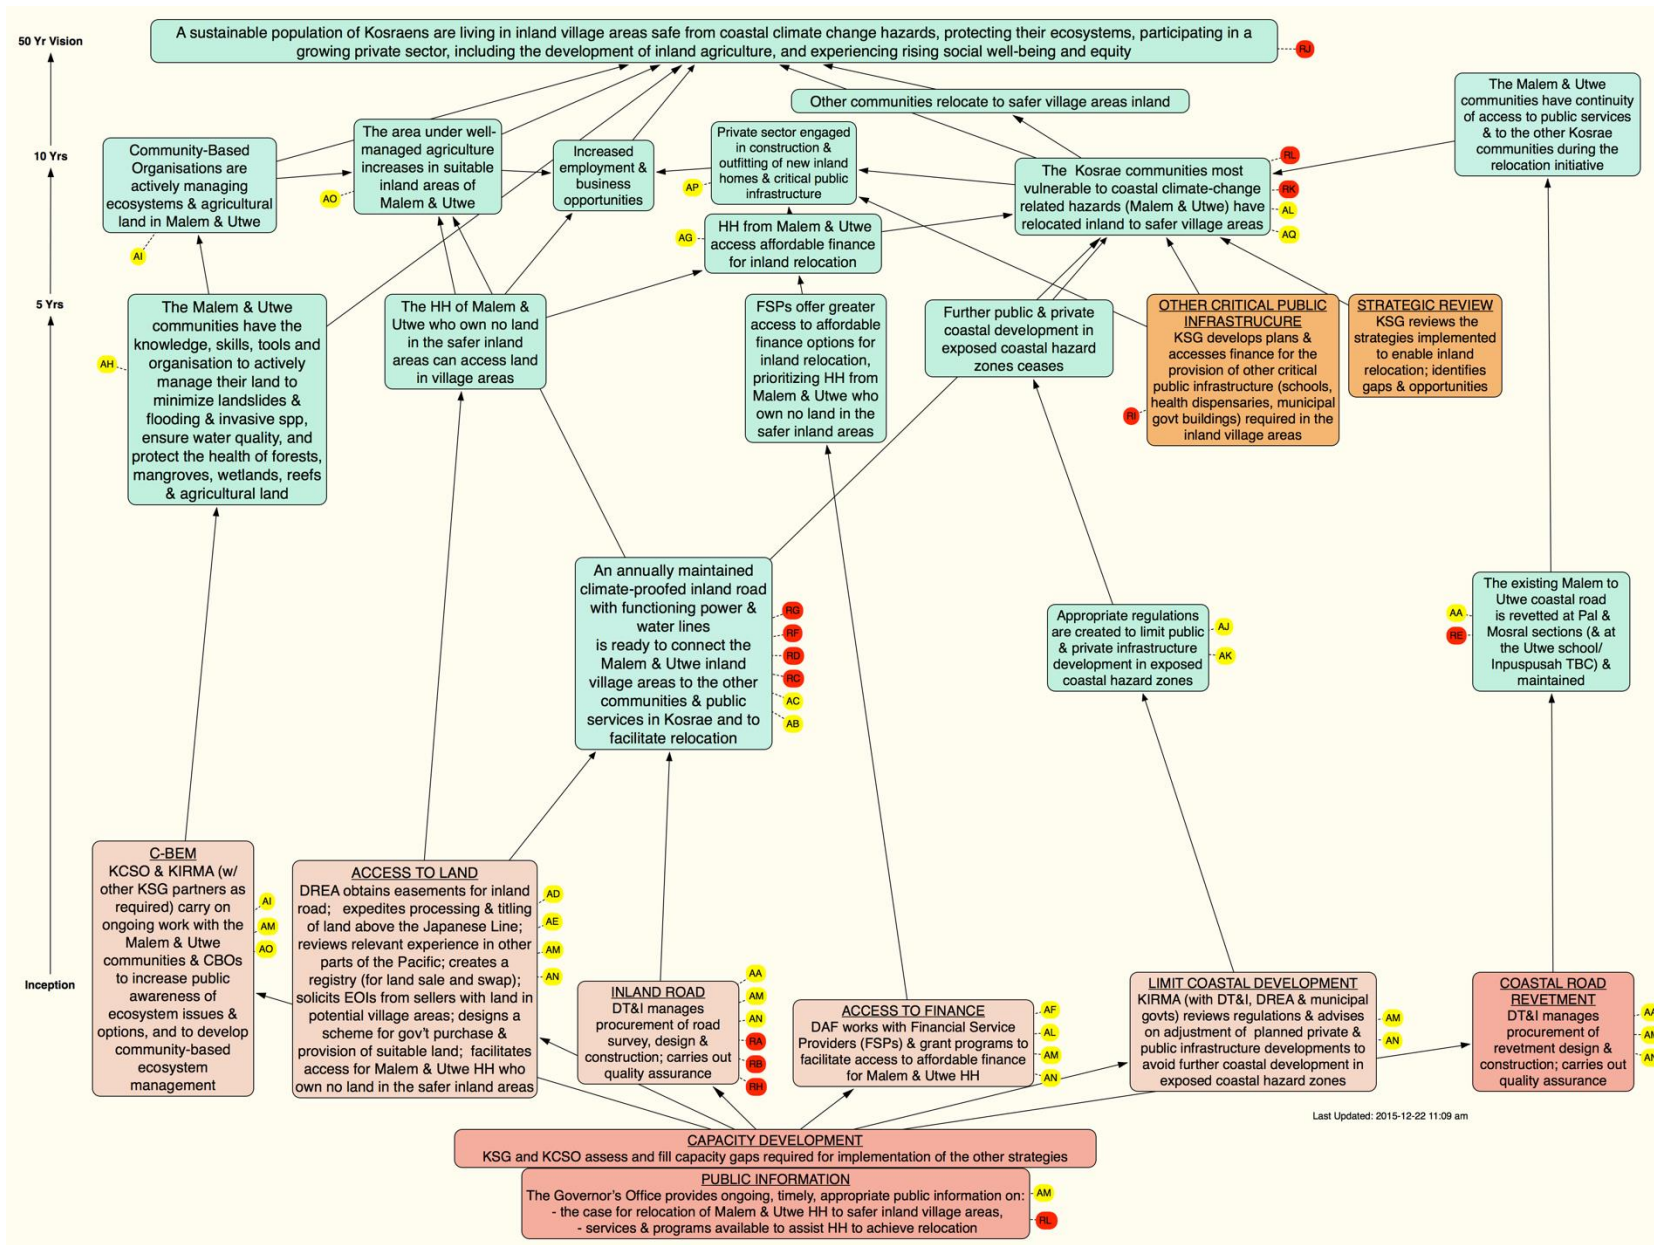 50 Yr Vision
A sustainable population of Kosraens are living in inland village areas safe from coastal climate change hazards, protecting their ecosystems, participating in a
growing private sector, including the development of inland agriculture, and experiencing rising social well-being and equity
RJ
Other communities relocate to safer village areas inland
The Malem & Utwe
communities have continuity
of access to public services
& to the other Kosrae
communities during the
relocation initiative
10 Yrs
Community-Based
Organisations are
actively managing
ecosystems & agricultural
land in Malem & Utwe
AI
The area under well-
managed agriculture
increases in suitable
inland areas of
Malem & Utwe
AO
Increased
employment &
business
opportunities
Private sector engaged
in construction &
outfitting of new inland
homes & critical public
infrastructure
AP
The Kosrae communities most
vulnerable to coastal climate-change
related hazards (Malem & Utwe) have
relocated inland to safer village areas
RL
RK
AL
AQ
HH from Malem & Utwe
access affordable finance
for inland relocation
AG
5 Yrs
The Malem & Utwe
communities have the
knowledge, skills, tools and
organisation to actively
manage their land to
minimize landslides &
flooding & invasive spp,
ensure water quality, and
protect the health of forests,
mangroves, wetlands, reefs
& agricultural land
AH
The HH of Malem &
Utwe who own no land
in the safer inland
areas can access land
in village areas
FSPs offer greater
access to affordable
finance options for
inland relocation,
prioritizing HH from
Malem & Utwe who
own no land in the
safer inland areas
Further public & private
coastal development in
exposed coastal hazard
zones ceases
OTHER CRITICAL PUBLIC
INFRASTRUCURE
KSG develops plans &
accesses finance for the
provision of other critical
public infrastructure (schools,
health dispensaries, municipal
govt buildings) required in the
inland village areas
RI
STRATEGIC REVIEW
KSG reviews the
strategies implemented
to enable inland
relocation; identifies
gaps & opportunities
An annually maintained
climate-proofed inland road
with functioning power &
water lines
is ready to connect the
Malem & Utwe inland
village areas to the other
communities & public
services in Kosrae and to
facilitate relocation
RG
RF
RD
RC
AC
AB
Appropriate regulations
are created to limit public
& private infrastructure
development in exposed
coastal hazard zones
AJ
AK
The existing Malem to
Utwe coastal road
is revetted at Pal &
Mosral sections (& at
the Utwe school/
Inpuspusah TBC) &
maintained
AA
RE
Inception
C-BEM
KCSO & KIRMA (w/
other KSG partners as
required) carry on
ongoing work with the
Malem & Utwe
communities & CBOs
to increase public
awareness of
ecosystem issues &
options, and to develop
community-based
ecosystem
management
AI
AM
AO
ACCESS TO LAND
DREA obtains easements for inland
road; expedites processing & titling
of land above the Japanese Line;
reviews relevant experience in other
parts of the Pacific; creates a
registry (for land sale and swap);
solicits EOIs from sellers with land in
potential village areas; designs a
scheme for gov't purchase &
provision of suitable land; facilitates
access for Malem & Utwe HH who
own no land in the safer inland areas
AD
AE
AM
AN
INLAND ROAD
DT&I manages
procurement of road
survey, design &
construction; carries out
quality assurance
AA
AM
AN
RA
RB
RH
ACCESS TO FINANCE
DAF works with Financial Service
Providers (FSPs) & grant programs to
facilitate access to affordable finance
for Malem & Utwe HH
AF
AL
AM
AN
LIMIT COASTAL DEVELOPMENT
KIRMA (with DT&I, DREA & municipal
govts) reviews regulations & advises
on adjustment of planned private &
public infrastructure developments to
avoid further coastal development in
exposed coastal hazard zones
AM
AN
COASTAL ROAD
REVETMENT
DT&I manages
procurement of
revetment design &
construction; carries out
quality assurance
AA
AM
AN
Last Updated: 2015-12-22 11:09 am
CAPACITY DEVELOPMENT
KSG and KCSO assess and fill capacity gaps required for implementation of the other strategies
PUBLIC INFORMATION
The Governor's Office provides ongoing, timely, appropriate public information on:
- the case for relocation of Malem & Utwe HH to safer inland village areas,
- services & programs available to assist HH to achieve relocation
AM
RL